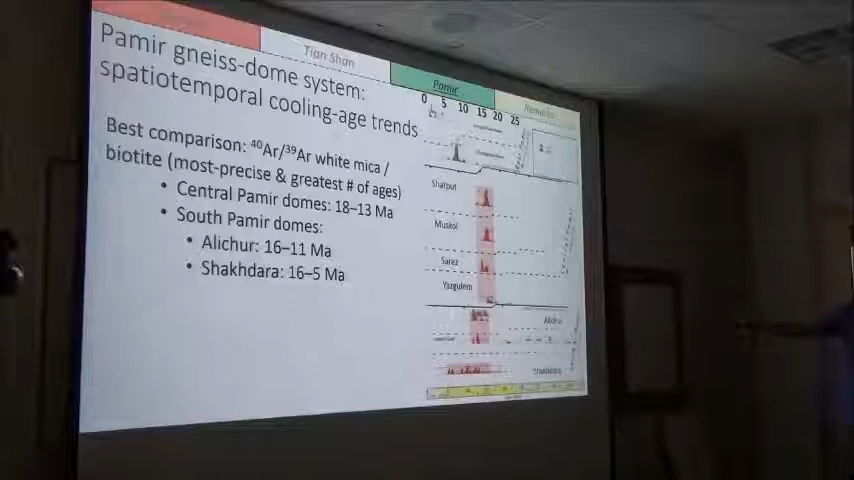 Tian Shan
Pamir
Pamir gneiss-dome system:
spatiotemporal cooling-age trends
Best comparison: ⁴⁰Ar/³⁹Ar white mica /
biotite (most-precise & greatest # of ages)
• Central Pamir domes: 18–13 Ma
• South Pamir domes:
• Alichur: 16–11 Ma
• Shakhdara: 16–5 Ma
0 5 10 15 20 25
Sharput
Muskol
Sarez
Yazgulem
Alichur
Shakhdara